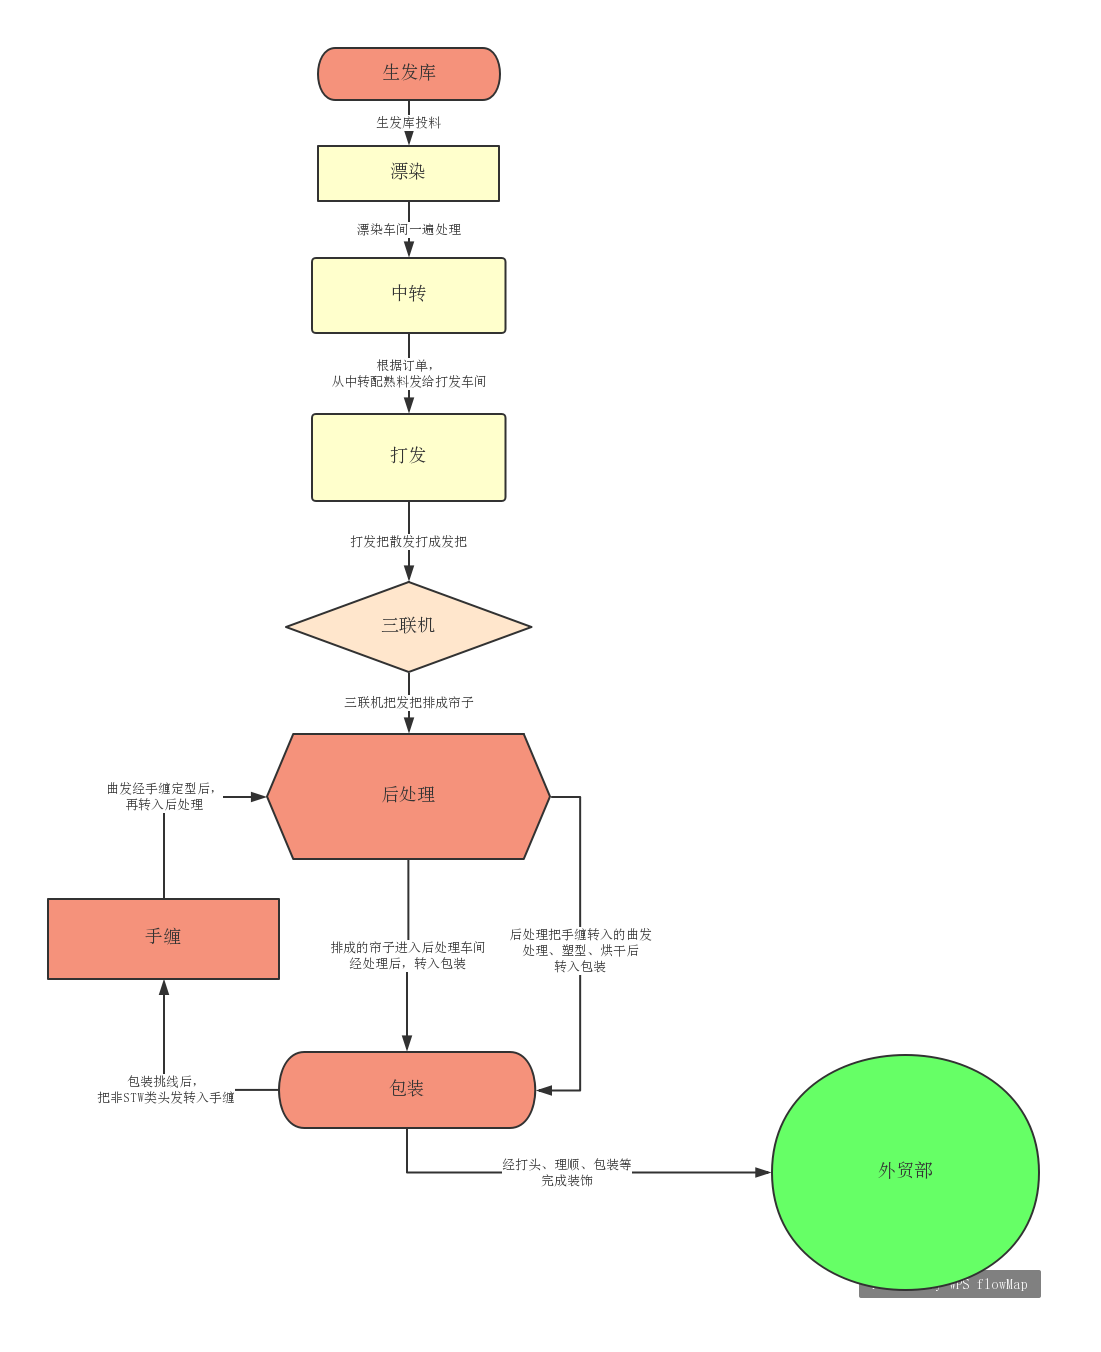 生发库
生发库投料
漂染
漂染车间一遍处理
中转
根据订单，
从中转配熟料发给打发车间
打发
打发把散发打成发把
三联机
三联机把发把排成帘子
后处理
曲发经手缠定型后，
再转入后处理
手缠
排成的帘子进入后处理车间
经处理后，转入包装
后处理把手缠转入的曲发
处理、塑型、烘干后
转入包装
包装
包装挑线后，
把非STW类头发转入手缠
经打头、理顺、包装等
完成装饰
外贸部
WPS flowMap